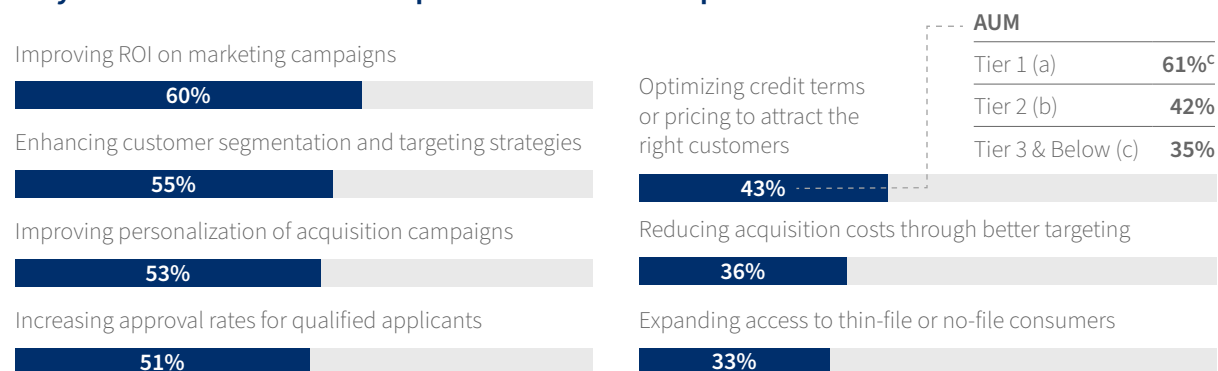 Improving ROI on marketing campaigns
60%
Enhancing customer segmentation and targeting strategies
55%
Improving personalization of acquisition campaigns
53%
Increasing approval rates for qualified applicants
51%
Optimizing credit terms
or pricing to attract the
right customers
43%
AUM
Tier 1 (a) 61%ᶜ
Tier 2 (b) 42%
Tier 3 & Below (c) 35%
Reducing acquisition costs through better targeting
36%
Expanding access to thin-file or no-file consumers
33%